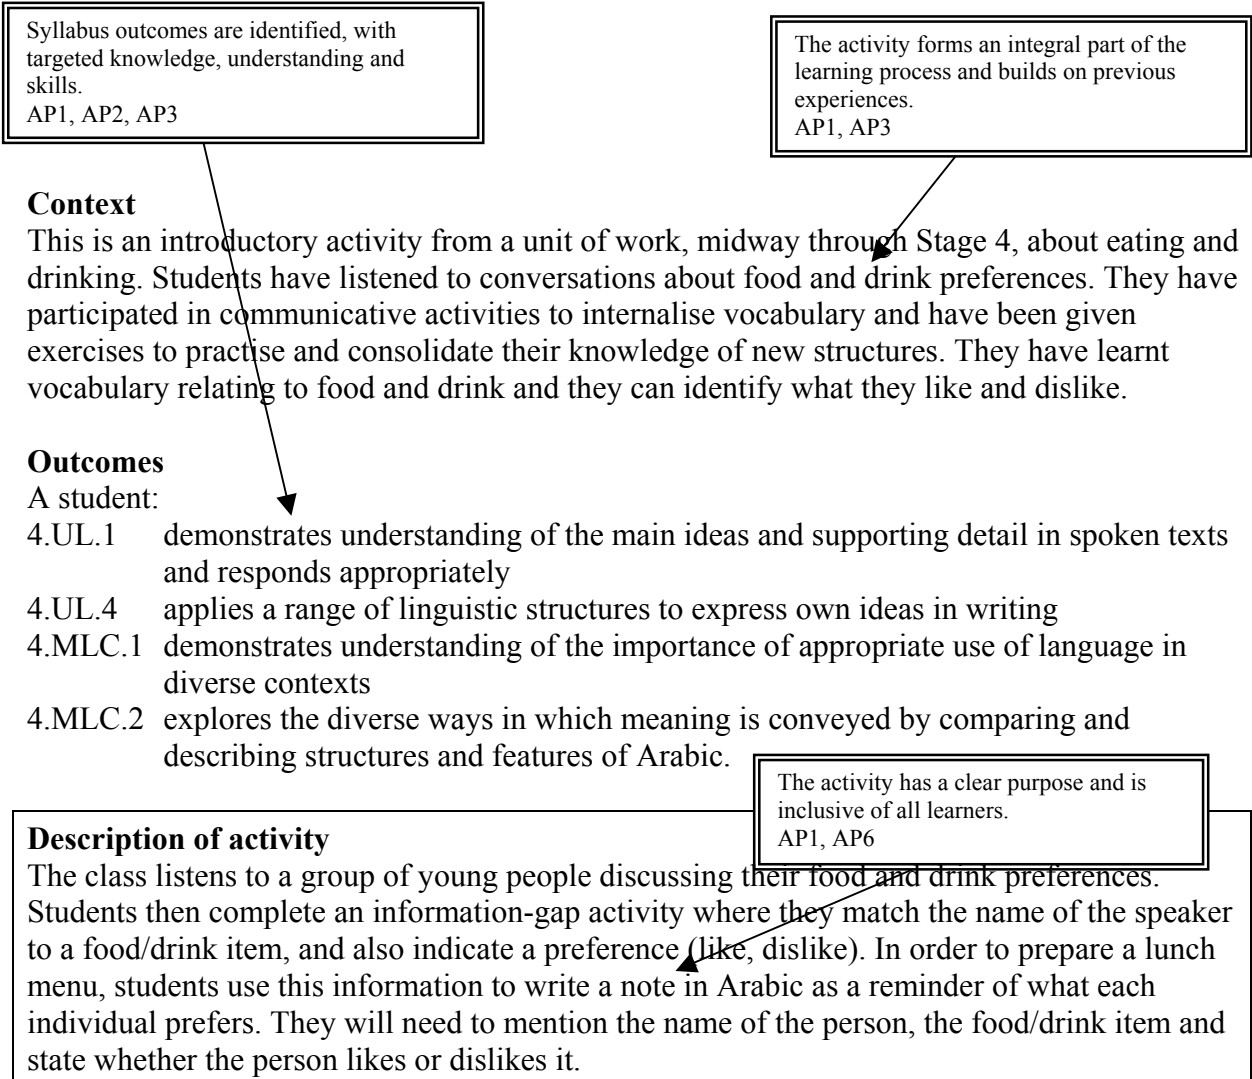 Syllabus outcomes are identified, with
targeted knowledge, understanding and
skills.
AP1, AP2, AP3
The activity forms an integral part of the
learning process and builds on previous
experiences.
AP1, AP3
Context
This is an introductory activity from a unit of work, midway through Stage 4, about eating and
drinking. Students have listened to conversations about food and drink preferences. They have
participated in communicative activities to internalise vocabulary and have been given
exercises to practise and consolidate their knowledge of new structures. They have learnt
vocabulary relating to food and drink and they can identify what they like and dislike.
Outcomes
A student:
4.UL.1 demonstrates understanding of the main ideas and supporting detail in spoken texts
and responds appropriately
4.UL.4 applies a range of linguistic structures to express own ideas in writing
4.MLC.1 demonstrates understanding of the importance of appropriate use of language in
diverse contexts
4.MLC.2 explores the diverse ways in which meaning is conveyed by comparing and
describing structures and features of Arabic.
The activity has a clear purpose and is
inclusive of all learners.
AP1, AP6
Description of activity
The class listens to a group of young people discussing their food and drink preferences.
Students then complete an information-gap activity where they match the name of the speaker
to a food/drink item, and also indicate a preference (like, dislike). In order to prepare a lunch
menu, students use this information to write a note in Arabic as a reminder of what each
individual prefers. They will need to mention the name of the person, the food/drink item and
state whether the person likes or dislikes it.